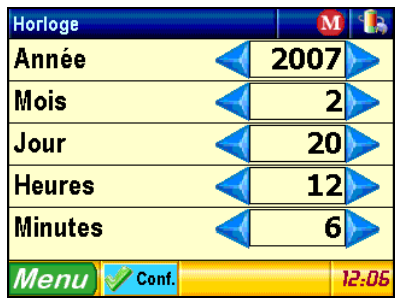 Horloge M
Année 2007
Mois 2
Jour 20
Heures 12
Minutes 6
Menu Conf. 12:06